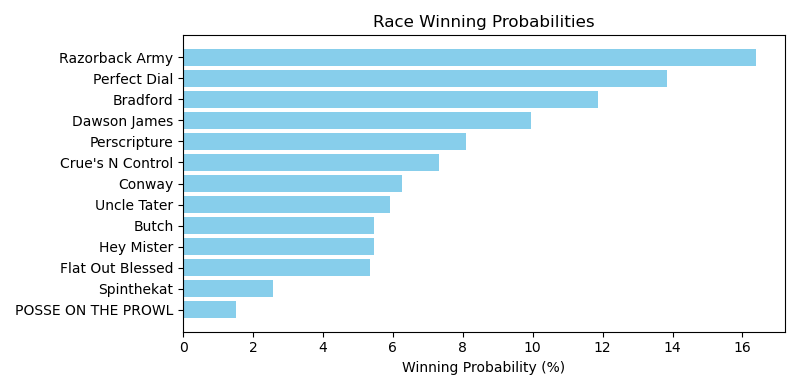 Race Winning Probabilities
Razorback Army
Perfect Dial
Bradford
Dawson James
Perscripture
Crue's N Control
Conway
Uncle Tater
Butch
Hey Mister
Flat Out Blessed
Spinthekat
POSSE ON THE PROWL
0 2 4 6 8 10 12 14 16
Winning Probability (%)